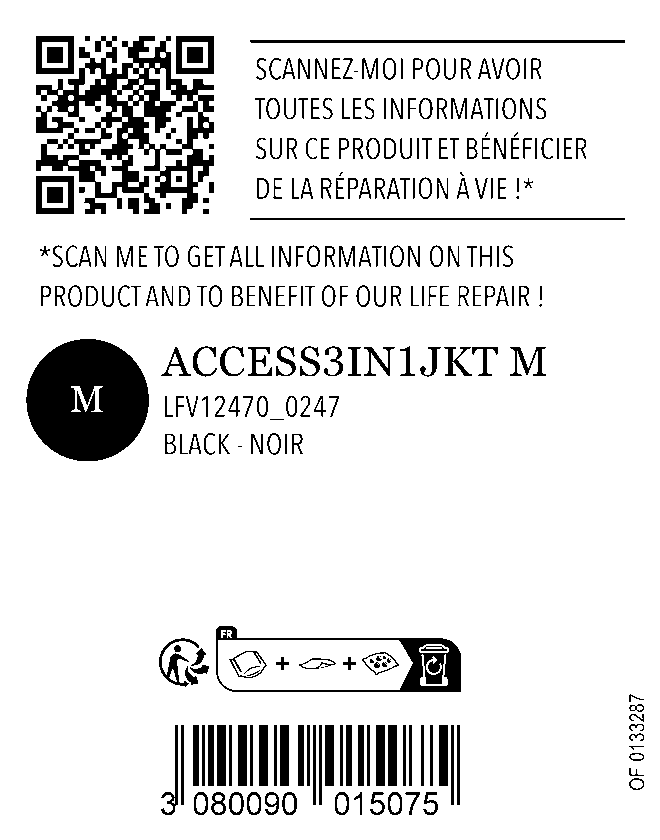 SCANNEZ-MOI POUR AVOIR
TOUTES LES INFORMATIONS
SUR CE PRODUIT ET BÉNÉFICIER
DE LA RÉPARATION À VIE !*
*SCAN ME TO GET ALL INFORMATION ON THIS
PRODUCT AND TO BENEFIT OF OUR LIFE REPAIR !
M
ACCESS3IN1JKT M
LFV12470_0247
BLACK - NOIR
FR
+ +
3 080090 015075
OF 0133287